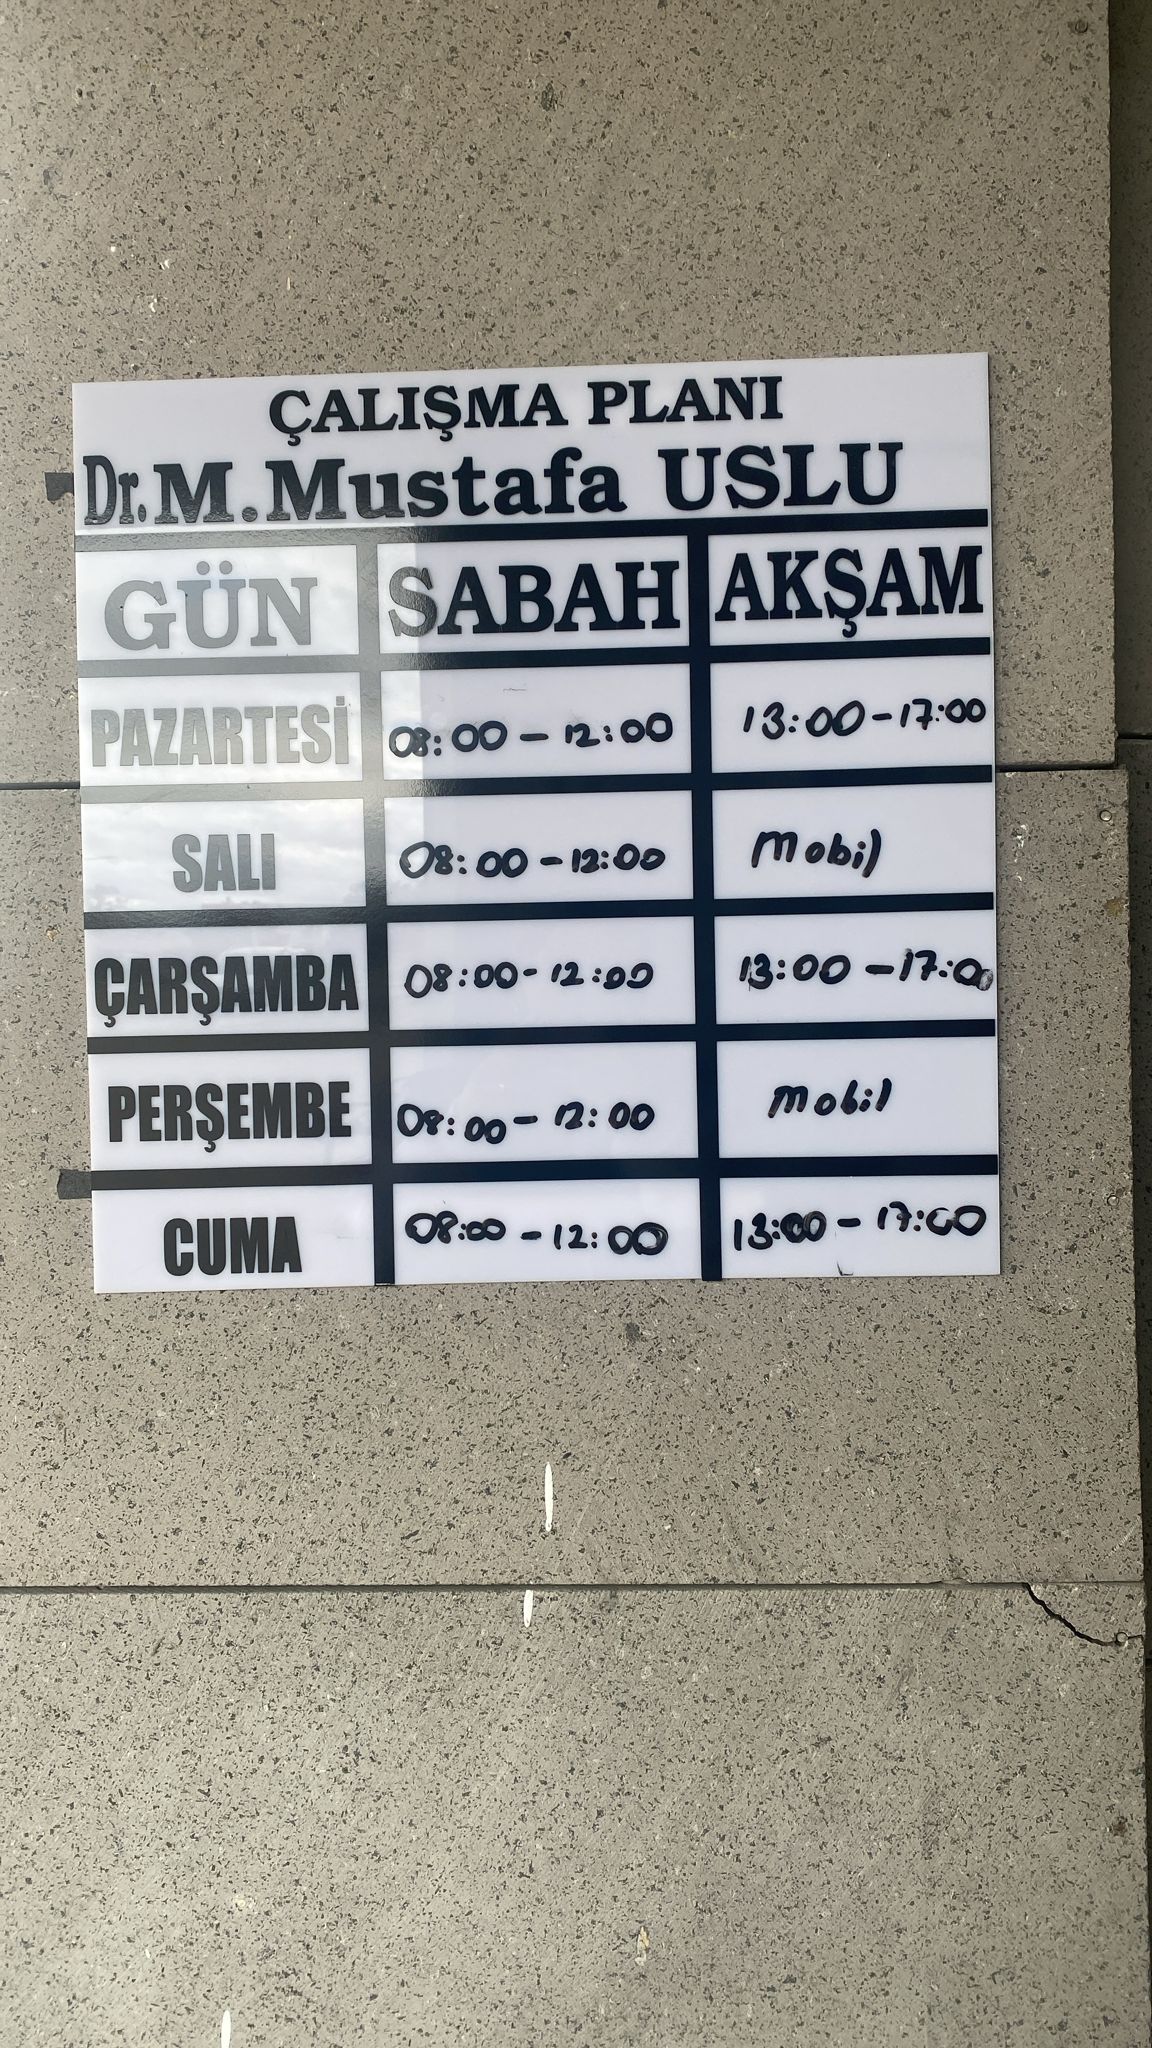 ÇALIŞMA PLANI
Dr.M.Mustafa USLU
GÜN SABAH AKŞAM
PAZARTESİ 08:00 - 12:00 13:00 - 17:00
SALI 08:00 - 12:00 Mobil
ÇARŞAMBA 08:00 - 12:00 13:00 - 17:00
PERŞEMBE 08:00 - 12:00 Mobil
CUMA 08:00 - 12:00 13:00 - 17:00